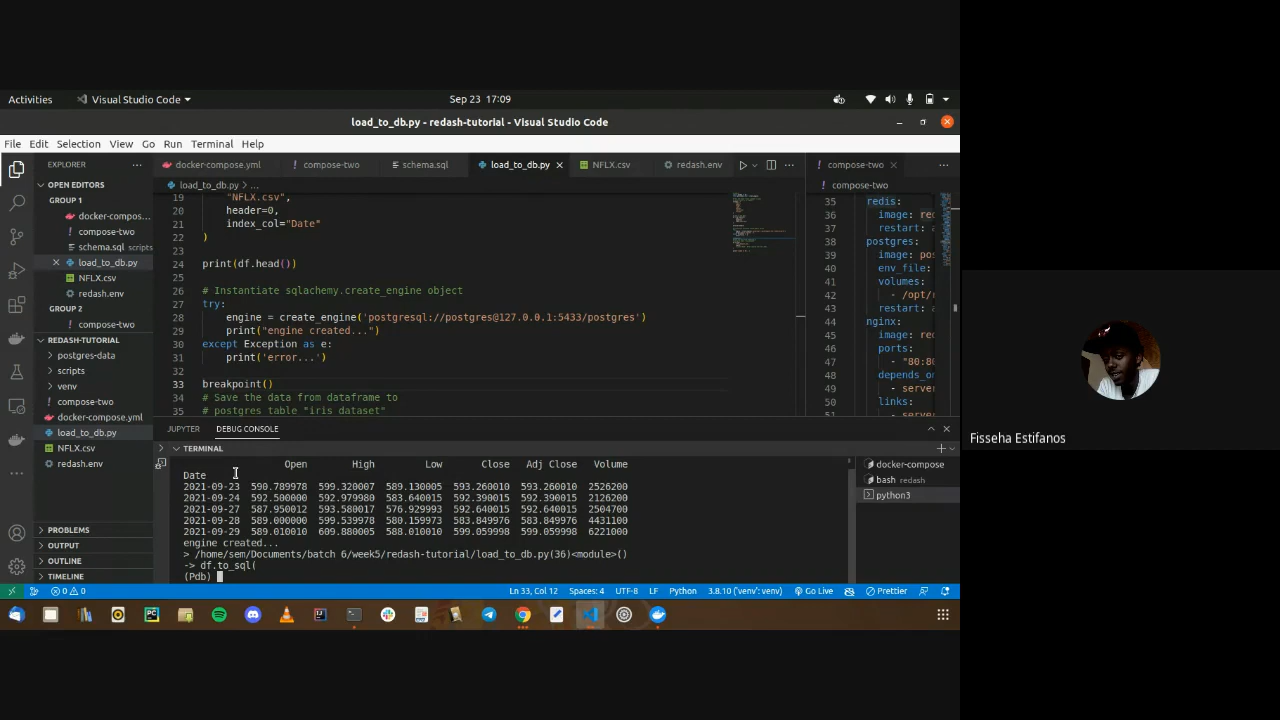 Activities
Visual Studio Code
Sep 23 17:09
load_to_db.py - redash-tutorial - Visual Studio Code
File Edit Selection View Go Run Terminal Help
EXPLORER
docker-compose.yml
compose-two
schema.sql
load_to_db.py
NFLX.csv
redash.env
compose-two
OPEN EDITORS
GROUP 1
docker-compos...
compose-two
schema.sql scripts
load_to_db.py
NFLX.csv
redash.env
GROUP 2
compose-two
REDASH-TUTORIAL
postgres-data
scripts
venv
compose-two
docker-compose.yml
load_to_db.py
NFLX.csv
redash.env
PROBLEMS
OUTPUT
OUTLINE
TIMELINE
load_to_db.py > ...
19 "NFLX.csv",
20 header=0,
21 index_col="Date"
22 )
23
24 print(df.head())
25
26 # Instantiate sqlachemy.create_engine object
27 try:
28 engine = create_engine('postgresql://postgres@127.0.0.1:5433/postgres')
29 print("engine created...")
30 except Exception as e:
31 print('error...')
32
33 breakpoint()
34 # Save the data from dataframe to
35 # postgres table "iris dataset"
compose-two
35 redis:
36 image: red
37 restart: a
38 postgres:
39 image: pos
40 env_file:
41 volumes:
42 - /opt/r
43 restart: a
44 nginx:
45 image: red
46 ports:
47 - "80:80
48 depends_on
49 - server
50 links:
51 - server
JUPYTER DEBUG CONSOLE
TERMINAL
Open High Low Close Adj Close Volume
Date
2021-09-23 590.789978 599.320007 589.130005 593.260010 593.260010 2526200
2021-09-24 592.500000 592.979980 583.640015 592.390015 592.390015 2126200
2021-09-27 587.950012 593.580017 576.929993 592.640015 592.640015 2504700
2021-09-28 589.000000 599.539978 580.159973 583.849976 583.849976 4431100
2021-09-29 589.010010 609.880005 588.010010 599.059998 599.059998 6221000
engine created...
> /home/sem/Documents/batch 6/week5/redash-tutorial/load_to_db.py(36)<module>()
-> df.to_sql(
(Pdb)
docker-compose
bash redash
python3
0 0
Ln 33, Col 12 Spaces: 4 UTF-8 LF Python 3.8.10 ('venv': venv) Go Live Prettier
Fisseha Estifanos